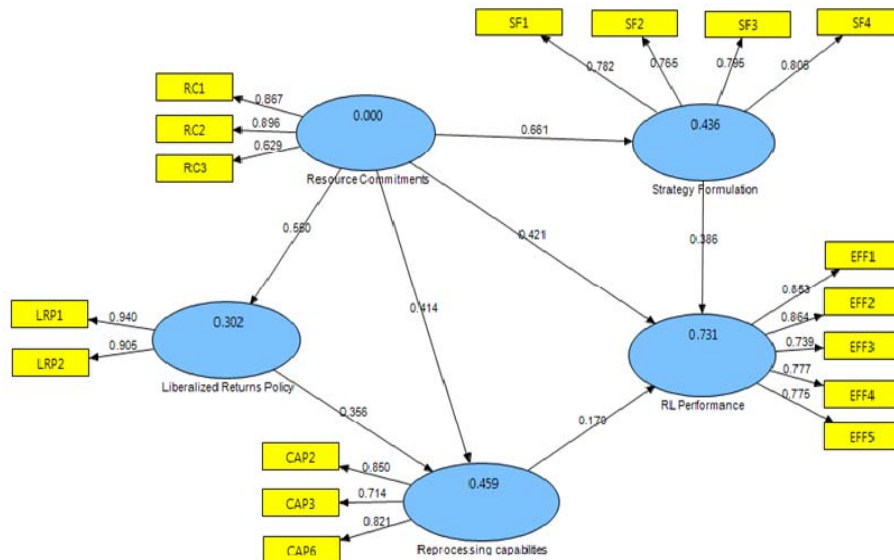 SF1
SF2
SF3
SF4
0.782
0.765
0.795
0.806
RC1
RC2
RC3
0.867
0.896
0.629
0.000
Resource Commitments
0.661
0.436
Strategy Formulation
0.550
0.414
0.421
0.386
LRP1
LRP2
0.940
0.905
0.302
Liberalized Returns Policy
0.356
0.731
RL Performance
EFF1
EFF2
EFF3
EFF4
EFF5
0.853
0.864
0.739
0.777
0.775
0.170
CAP2
CAP3
CAP6
0.850
0.714
0.821
0.459
Reprocessing capabilities